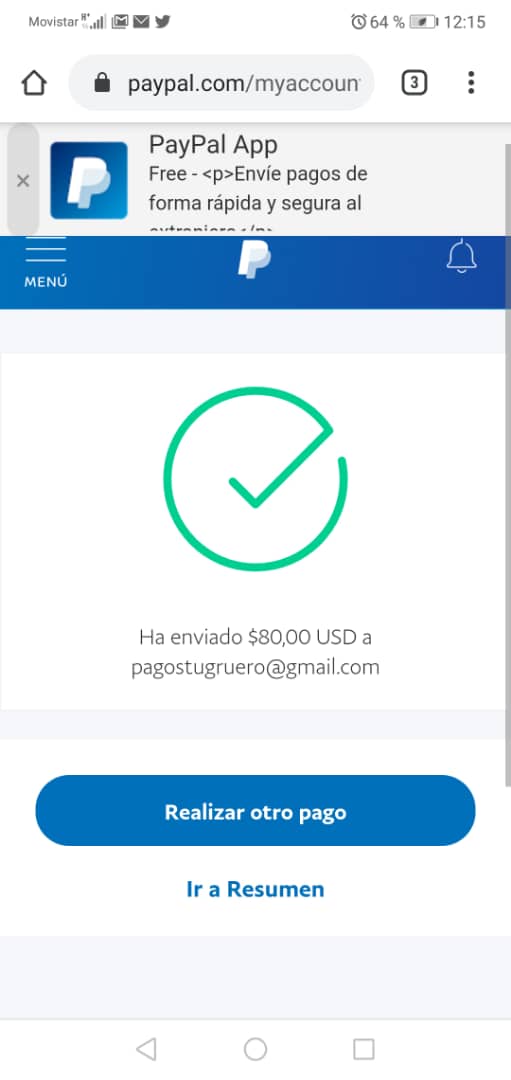 Movistar H+ 64 % 12:15
paypal.com/myaccoun
3
PayPal App
Free - <p>Envíe pagos de
forma rápida y segura al
extranjero.</p>
MENÚ
Ha enviado $80,00 USD a
pagostugruero@gmail.com
Realizar otro pago
Ir a Resumen